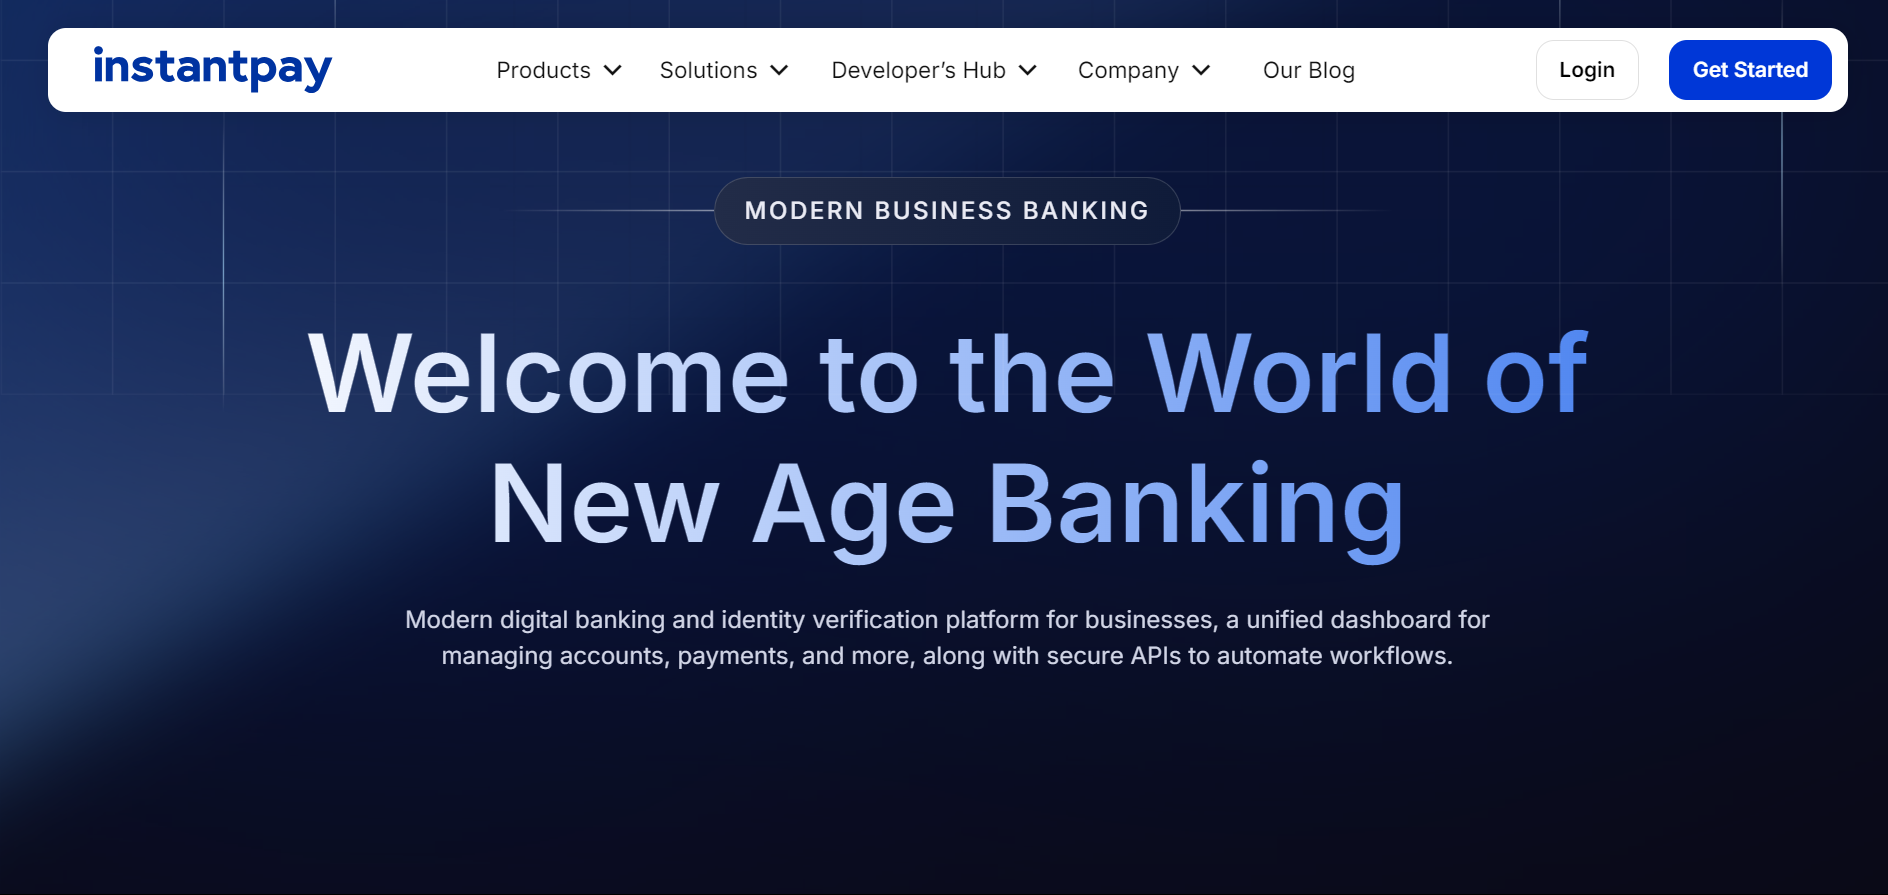 instantpay
Products
Solutions
Developer’s Hub
Company
Our Blog
Login
Get Started
MODERN BUSINESS BANKING
Welcome to the World of
New Age Banking
Modern digital banking and identity verification platform for businesses, a unified dashboard for
managing accounts, payments, and more, along with secure APIs to automate workflows.